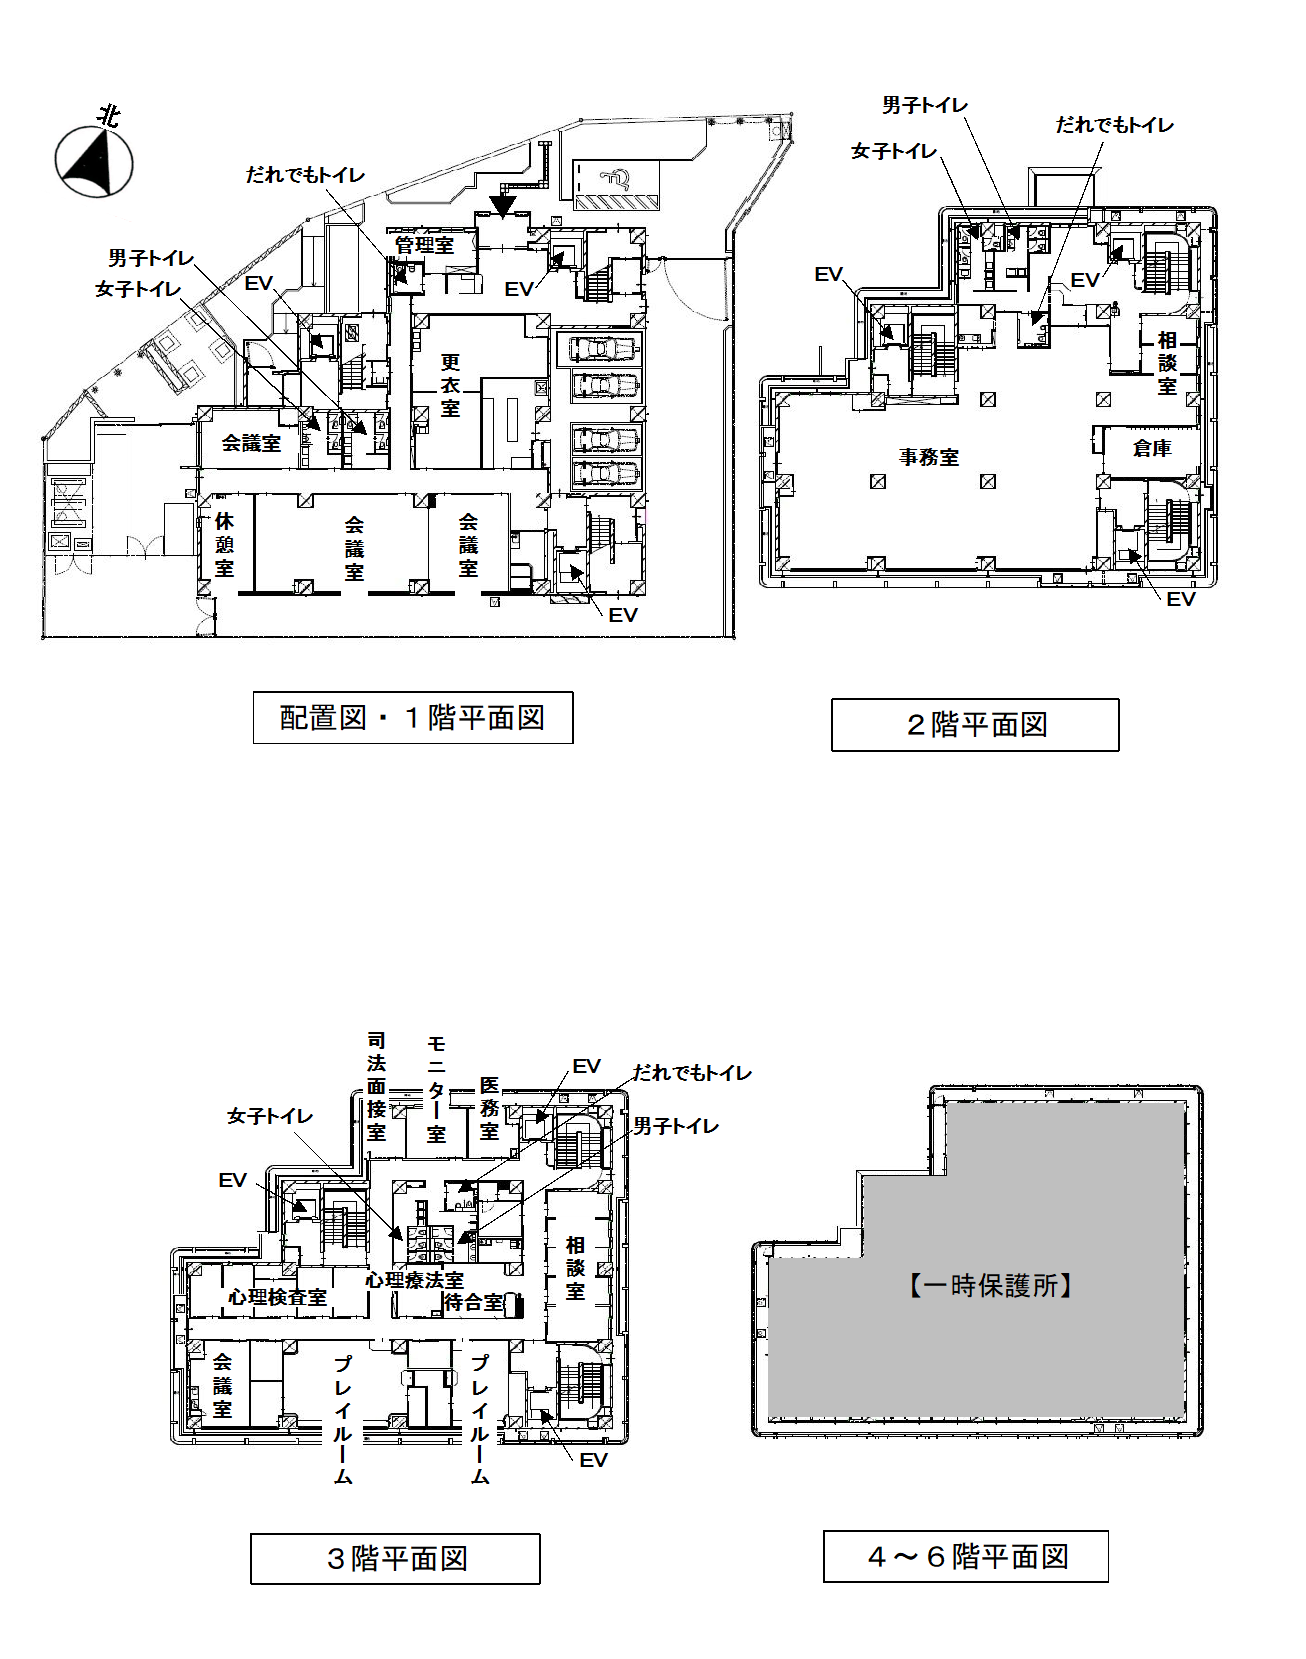 北
だれでもトイレ
男子トイレ
女子トイレ
EV
管理室
EV
更衣室
会議室
休憩室
会議室
会議室
EV
配置図・１階平面図
男子トイレ
だれでもトイレ
女子トイレ
EV
EV
相談室
事務室
倉庫
EV
２階平面図
司法面接室
モニター室
医務室
EV
だれでもトイレ
女子トイレ
男子トイレ
EV
相談室
心理療法室
心理検査室
待合室
会議室
プレイルーム
プレイルーム
EV
３階平面図
【一時保護所】
４～６階平面図